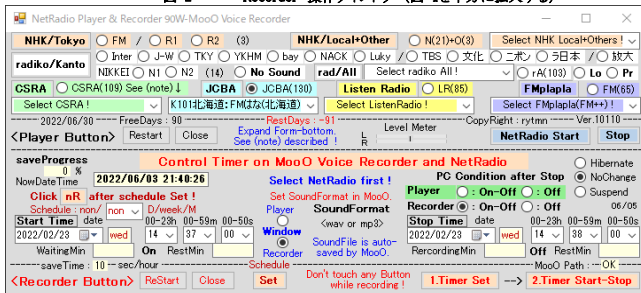 NetRadio Player & Recorder 90W-MooO Voice Recorder
NHK/Tokyo FM / R1 R2 (3) NHK/Local+Other N(21)+O(3) Select NHK Local+Others !
radiko/Kanto Inter J-W TKY YKHM bay NACK Luky / TBS 文化 ニポン ラ日本 / 放大
NIKKEI N1 N2 (14) No Sound rad/All Select radiko All ! rA(103) Lo Pr
CSRA CSRA(109) See (note)↓ JCBA JCBA(130) Listen Radio LR(85) FMplapla FM(65)
Select CSRA ! K101北海道:FMはな(北海道) Select ListenRadio ! Select FMplapla(FM++) !
2022/06/30 FreeDays : 90 RestDays : -91 CopyRight : rytmn Ver.10110
<Player Button> Restart Close Expand Form-bottom. See (note) described ! L R Level Meter NetRadio Start Stop
saveProgress
0 %
Control Timer on MooO Voice Recorder and NetRadio
Hibernate
NowDateTime 2022/06/03 21:40:26 Select NetRadio first ! PC Condition after Stop NoChange
Click nR after schedule Set ! Set SoundFormat in MooO. Player : On-Off : Off Suspend
Schedule : non/ non D/week/M Player SoundFormat Recorder : On-Off : Off 06/05
Start Time date 00-23h 00-59m 00-50s <wav or mp3> Stop Time date 00-23h 00-59m 00-50s
2022/02/23 wed 14 37 00 Window 2022/02/23 wed 14 38 00
WaitingMin On RestMin Recorder SoundFile is auto-saved by MooO. RercordingMin Off RestMin
saveTime : 10 sec/hour Schedule MooO Path : OK
<Recorder Button> ReStart Close Set Don't touch any Button while recording ! 1.Timer Set --> 2.Timer Start-Stop